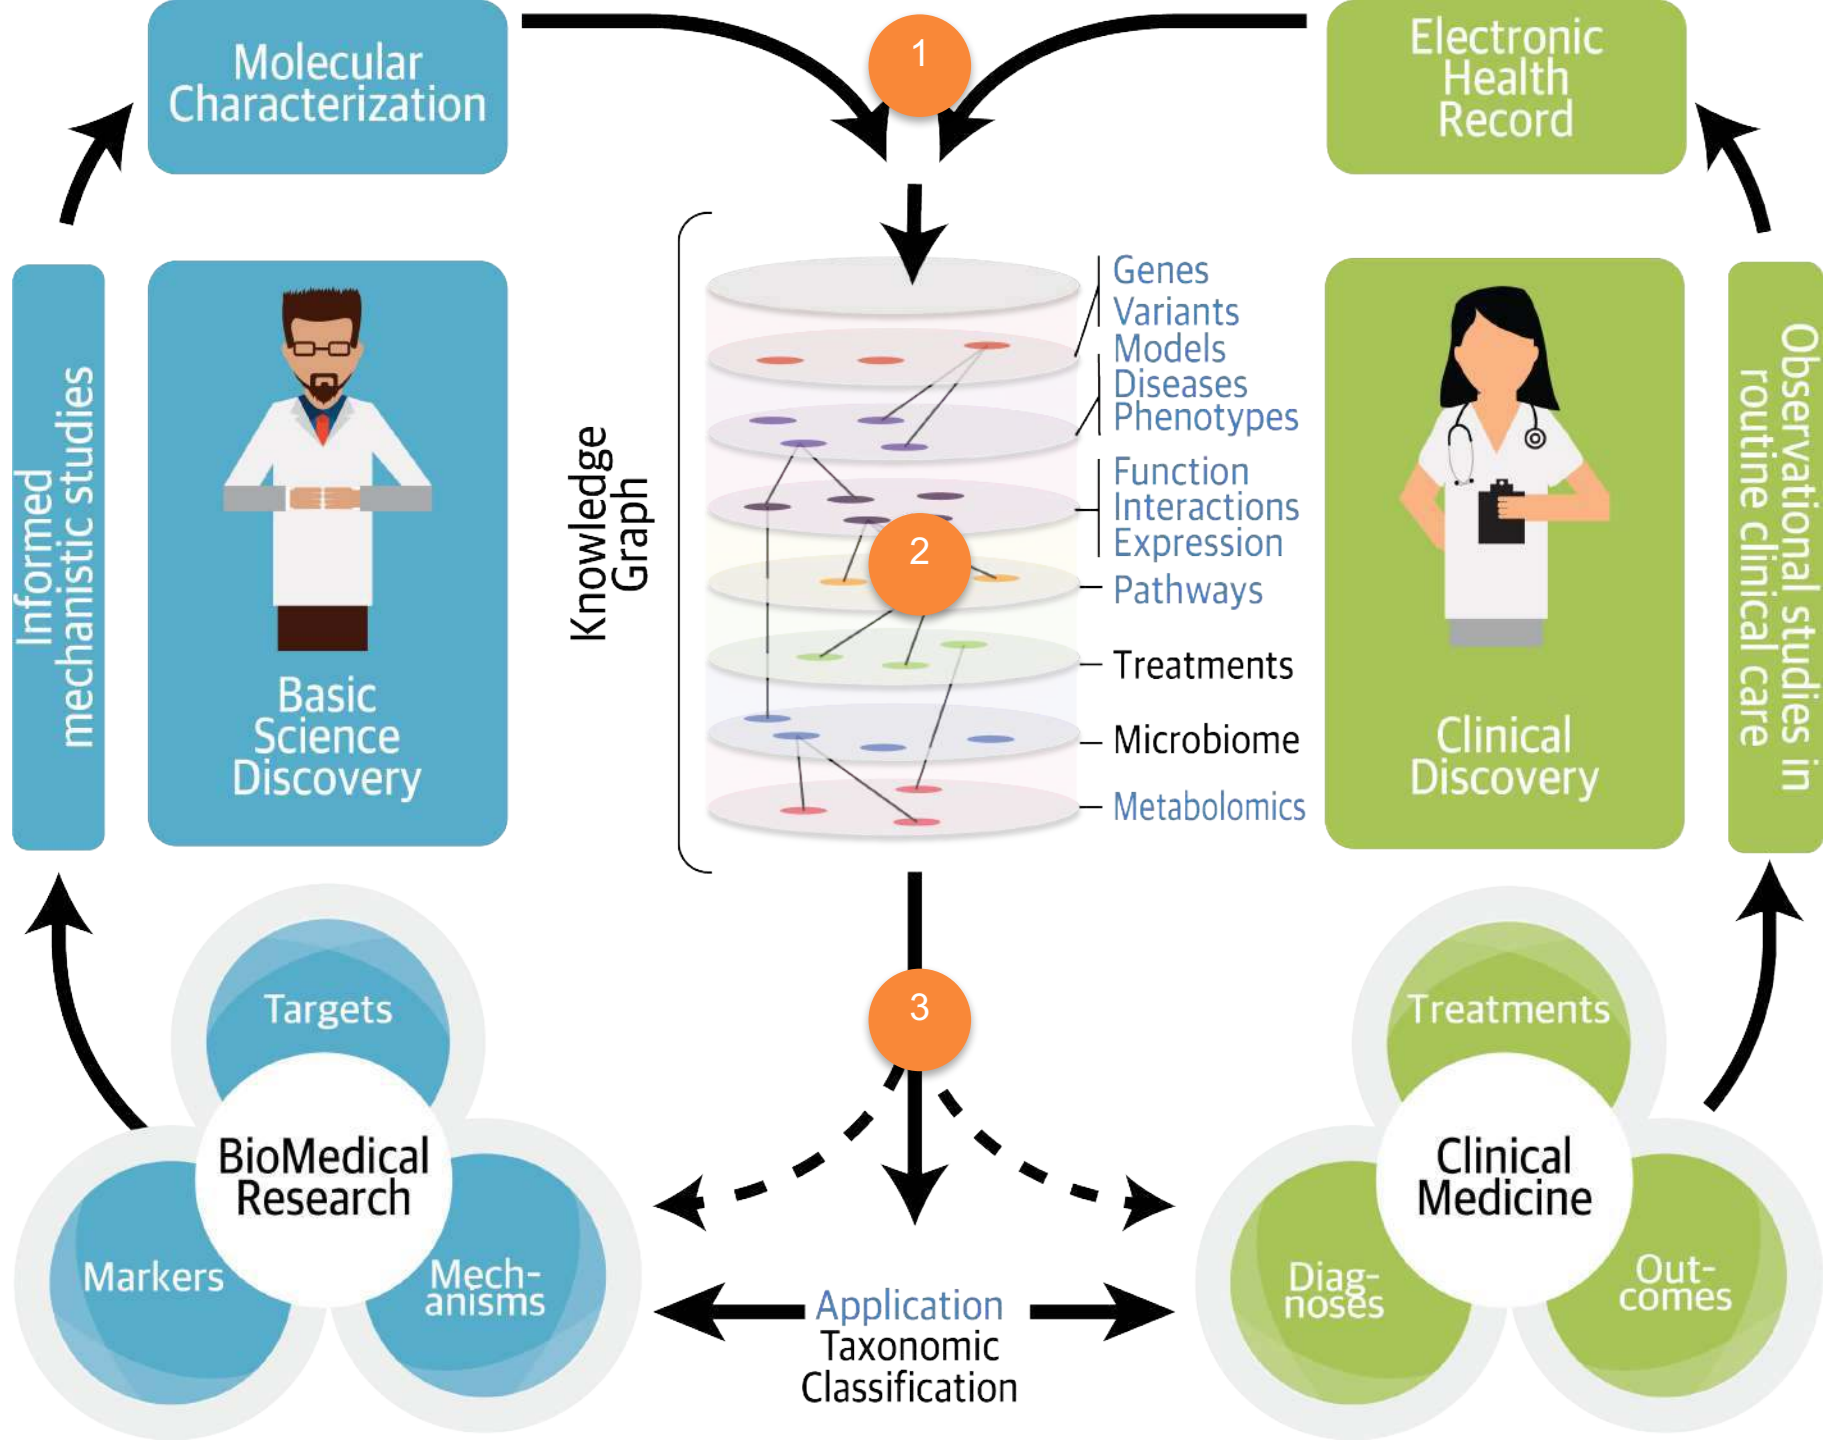 Molecular
Characterization
1
Electronic
Health
Record
Informed
mechanistic studies
Basic
Science
Discovery
Knowledge
Graph
Genes
Variants
Models
Diseases
Phenotypes
Function
Interactions
Expression
2
Pathways
Treatments
Microbiome
Metabolomics
Clinical
Discovery
Observational studies in
routine clinical care
3
Targets
BioMedical
Research
Markers
Mech-
anisms
Application
Taxonomic
Classification
Treatments
Clinical
Medicine
Diag-
noses
Out-
comes